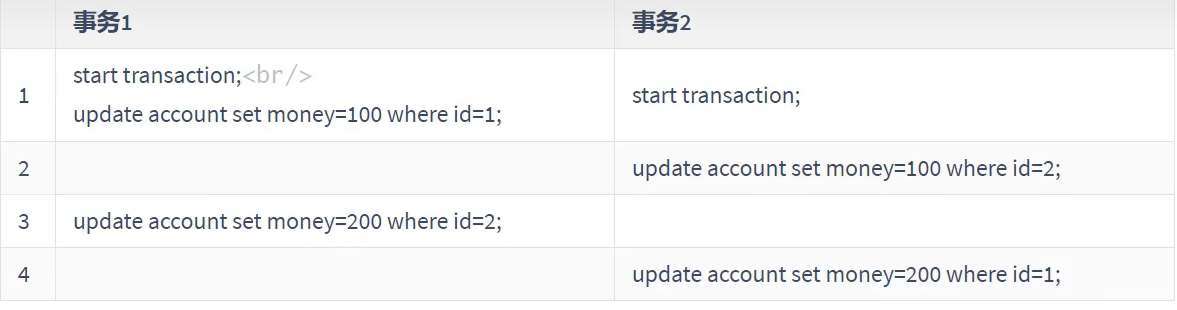 事务1
事务2
1
start transaction;<br/>
update account set money=100 where id=1;
start transaction;
2
update account set money=100 where id=2;
3
update account set money=200 where id=2;
4
update account set money=200 where id=1;